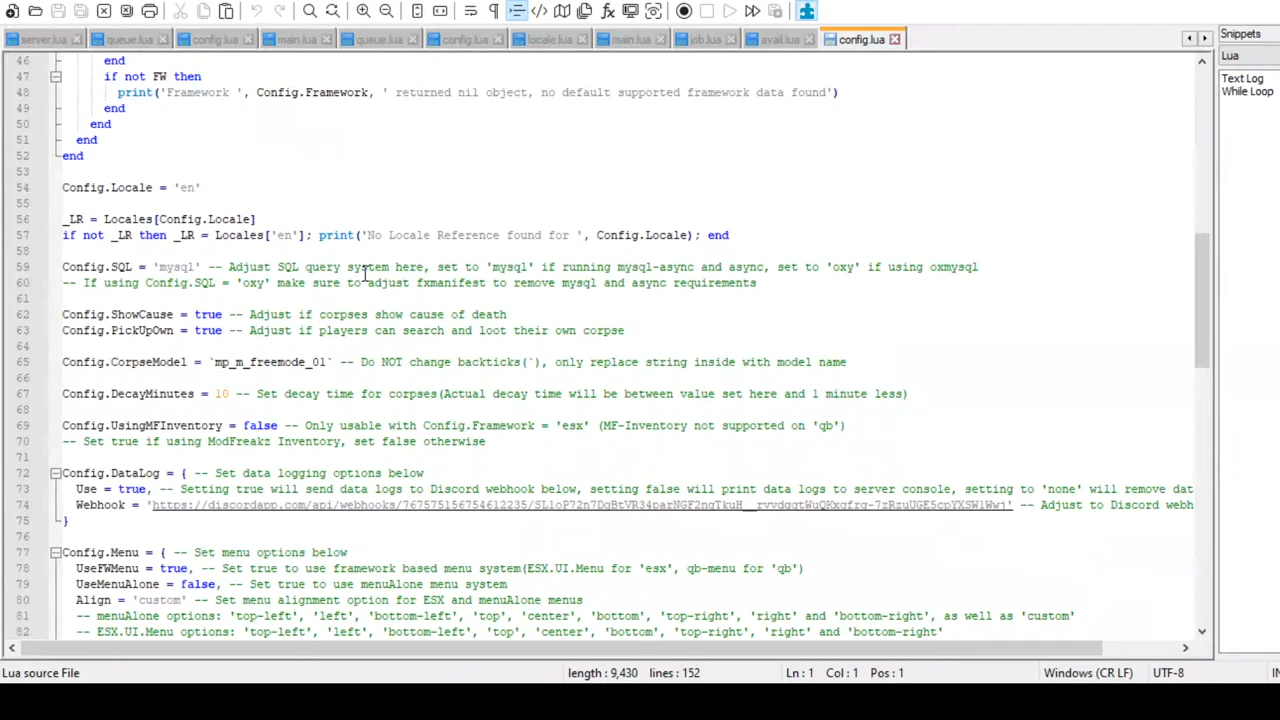 server.lua queue.lua config.lua main.lua queue.lua config.lua locale.lua main.lua job.lua avail.lua config.lua
Snippets
Lua
Text Log
While Loop
46 end
47 if not FW then
48 print('Framework ', Config.Framework, ' returned nil object, no default supported framework data found')
49 end
50 end
51 end
52 end
53
54 Config.Locale = 'en'
55
56 _LR = Locales[Config.Locale]
57 if not _LR then _LR = Locales['en']; print('No Locale Reference found for ', Config.Locale); end
58
59 Config.SQL = 'mysql' -- Adjust SQL query system here, set to 'mysql' if running mysql-async and async, set to 'oxy' if using oxmysql
60 -- If using Config.SQL = 'oxy' make sure to adjust fxmanifest to remove mysql and async requirements
61
62 Config.ShowCause = true -- Adjust if corpses show cause of death
63 Config.PickUpOwn = true -- Adjust if players can search and loot their own corpse
64
65 Config.CorpseModel = `mp_m_freemode_01` -- Do NOT change backticks(`), only replace string inside with model name
66
67 Config.DecayMinutes = 10 -- Set decay time for corpses(Actual decay time will be between value set here and 1 minute less)
68
69 Config.UsingMFInventory = false -- Only usable with Config.Framework = 'esx' (MF-Inventory not supported on 'qb')
70 -- Set true if using ModFreakz Inventory, set false otherwise
71
72 Config.DataLog = { -- Set data logging options below
73 Use = true, -- Setting true will send data logs to Discord webhook below, setting false will print data logs to server console, setting to 'none' will remove dat
74 Webhook = 'https://discordapp.com/api/webhooks/ -- Adjust to Discord webh
75 }
76
77 Config.Menu = { -- Set menu options below
78 UseFWMenu = true, -- Set true to use framework based menu system(ESX.UI.Menu for 'esx', qb-menu for 'qb')
79 UseMenuAlone = false, -- Set true to use menuAlone menu system
80 Align = 'custom' -- Set menu alignment option for ESX and menuAlone menus
81 -- menuAlone options: 'top-left', 'left', 'bottom-left', 'top', 'center', 'bottom', 'top-right', 'right' and 'bottom-right', as well as 'custom'
82 -- ESX.UI.Menu options: 'top-left', 'left', 'bottom-left', 'top', 'center', 'bottom', 'top-right', 'right' and 'bottom-right'
Lua source File length : 9,430 lines : 152 Ln : 1 Col : 1 Pos : 1 Windows (CR LF) UTF-8 IN